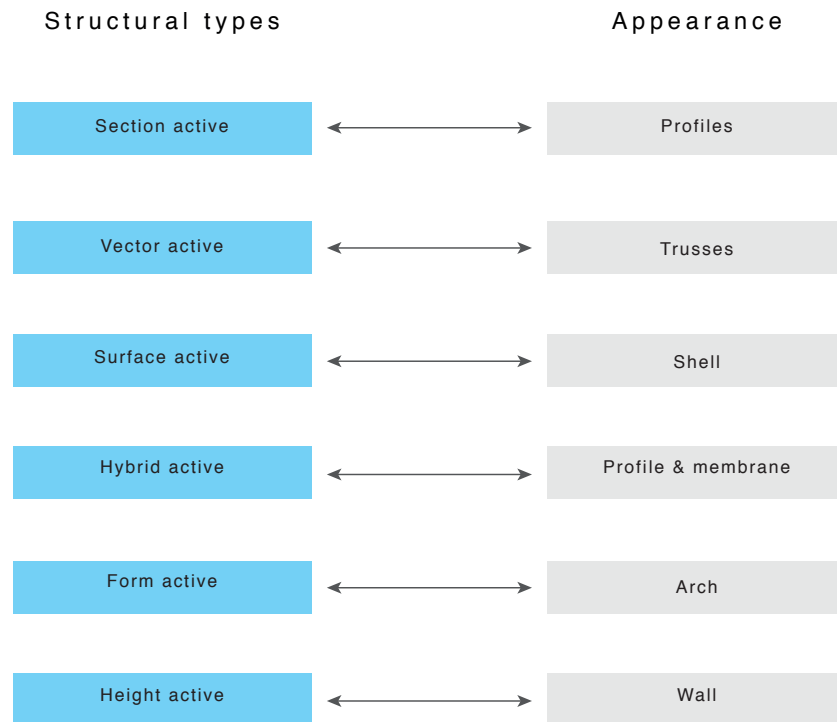 Structural types
Appearance
Section active
Profiles
Vector active
Trusses
Surface active
Shell
Hybrid active
Profile & membrane
Form active
Arch
Height active
Wall